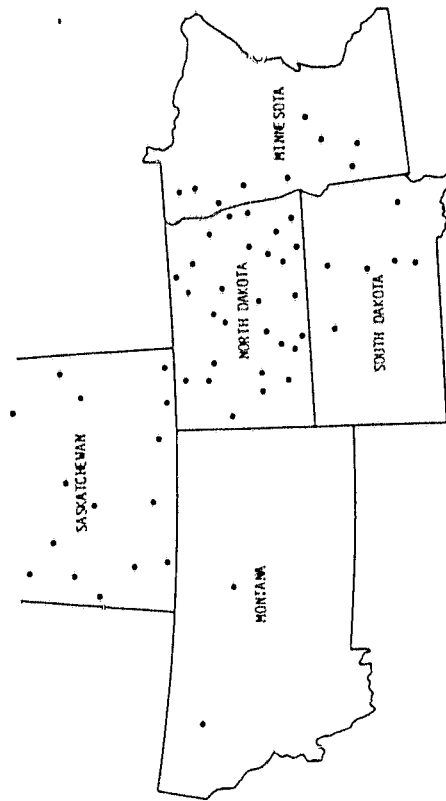 SASKATCHEWAN
MONTANA
NORTH DAKOTA
SOUTH DAKOTA
MINNESOTA